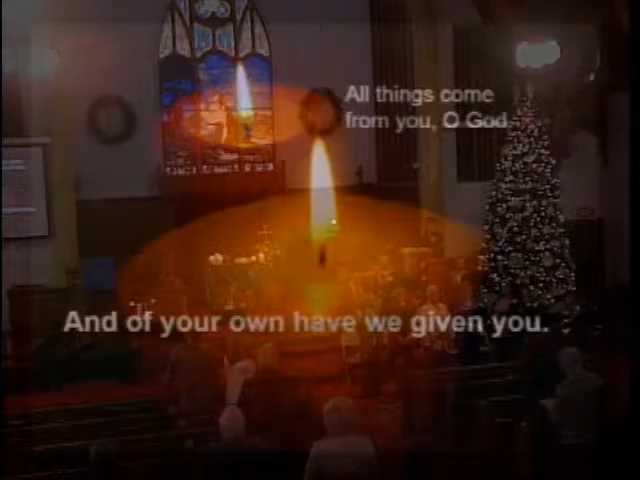 All things come
from you, O God
And of your own have we given you.